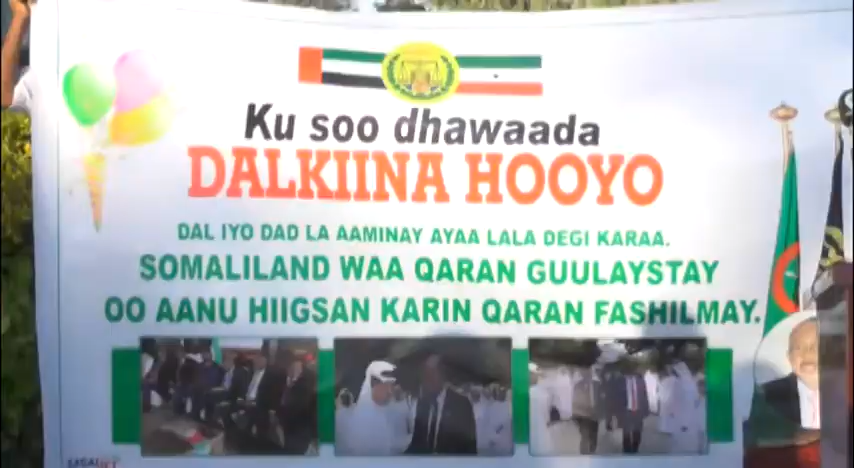 Ku soo dhawaada
DALKIINA HOOYO
DAL IYO DAD LA AAMINAY AYAA LALA DEGI KARAA.
SOMALILAND WAA QARAN GUULAYSTAY
OO AANU HIIGSAN KARIN QARAN FASHILMAY.